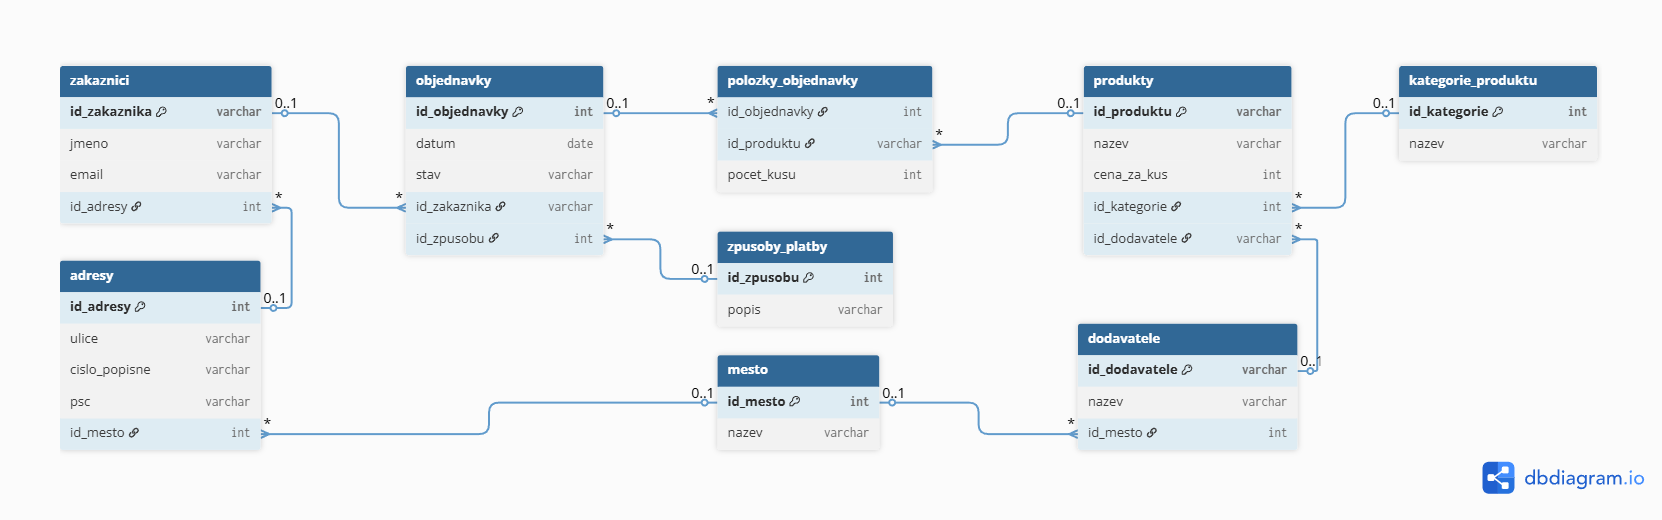 zakaznici
id_zakaznika varchar
jmeno varchar
email varchar
id_adresy int
adresy
id_adresy int
ulice varchar
cislo_popisne varchar
psc varchar
id_mesto int
objednavky
id_objednavky int
datum date
stav varchar
id_zakaznika varchar
id_zpusobu int
polozky_objednavky
id_objednavky int
id_produktu varchar
pocet_kusu int
zpusoby_platby
id_zpusobu int
popis varchar
mesto
id_mesto int
nazev varchar
produkty
id_produktu varchar
nazev varchar
cena_za_kus int
id_kategorie int
id_dodavatele varchar
dodavatele
id_dodavatele varchar
nazev varchar
id_mesto int
kategorie_produktu
id_kategorie int
nazev varchar
0..1
*
0..1
*
0..1
*
0..1
*
0..1
*
0..1
*
0..1
*
0..1
*
0..1
*
dbdiagram.io